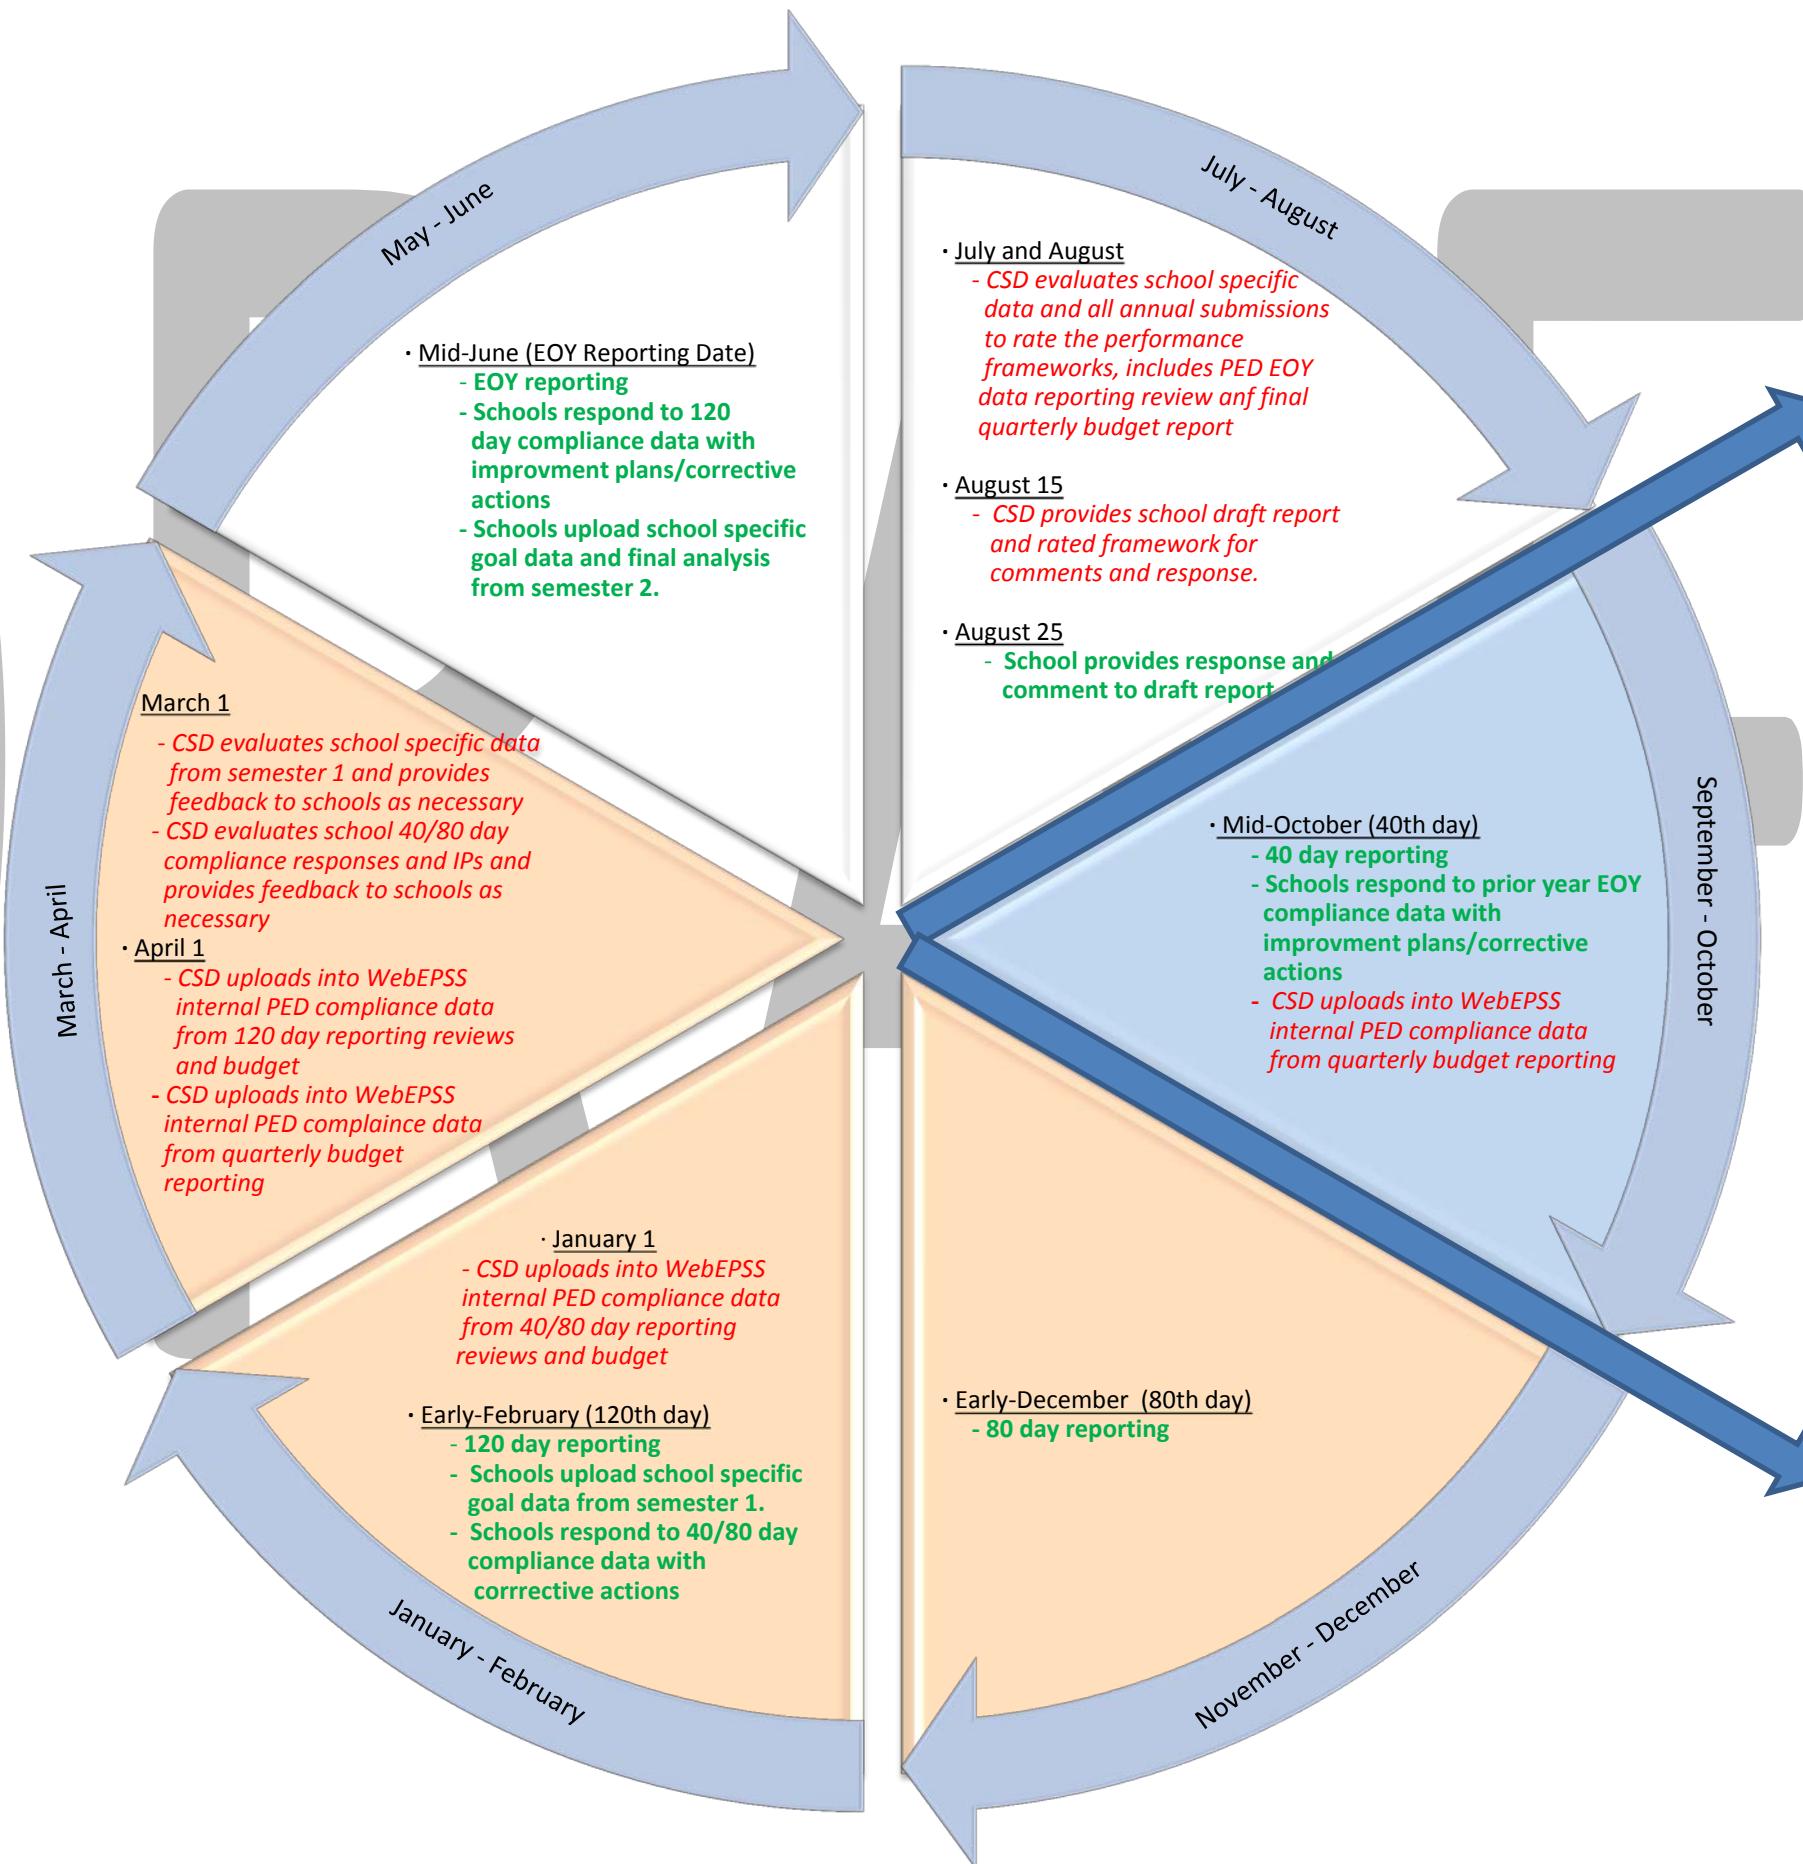 July - August
· July and August
- CSD evaluates school specific
data and all annual submissions
to rate the performance
frameworks, includes PED EOY
data reporting review anf final
quarterly budget report
· August 15
- CSD provides school draft report
and rated framework for
comments and response.
· August 25
- School provides response and
comment to draft report
September - October
· Mid-October (40th day)
- 40 day reporting
- Schools respond to prior year EOY
compliance data with
improvment plans/corrective
actions
- CSD uploads into WebEPSS
internal PED compliance data
from quarterly budget reporting
November - December
· Early-December (80th day)
- 80 day reporting
January - February
· January 1
- CSD uploads into WebEPSS
internal PED compliance data
from 40/80 day reporting
reviews and budget
· Early-February (120th day)
- 120 day reporting
- Schools upload school specific
goal data from semester 1.
- Schools respond to 40/80 day
compliance data with
corrrective actions
March - April
March 1
- CSD evaluates school specific data
from semester 1 and provides
feedback to schools as necessary
- CSD evaluates school 40/80 day
compliance responses and IPs and
provides feedback to schools as
necessary
· April 1
- CSD uploads into WebEPSS
internal PED compliance data
from 120 day reporting reviews
and budget
- CSD uploads into WebEPSS
internal PED complaince data
from quarterly budget
reporting
May - June
· Mid-June (EOY Reporting Date)
- EOY reporting
- Schools respond to 120
day compliance data with
improvment plans/corrective
actions
- Schools upload school specific
goal data and final analysis
from semester 2.